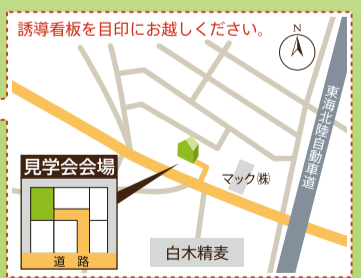 誘導看板を目印にお越しください。
N
東海北陸自動車道
見学会会場
マック㈱
道 路
白木精麦